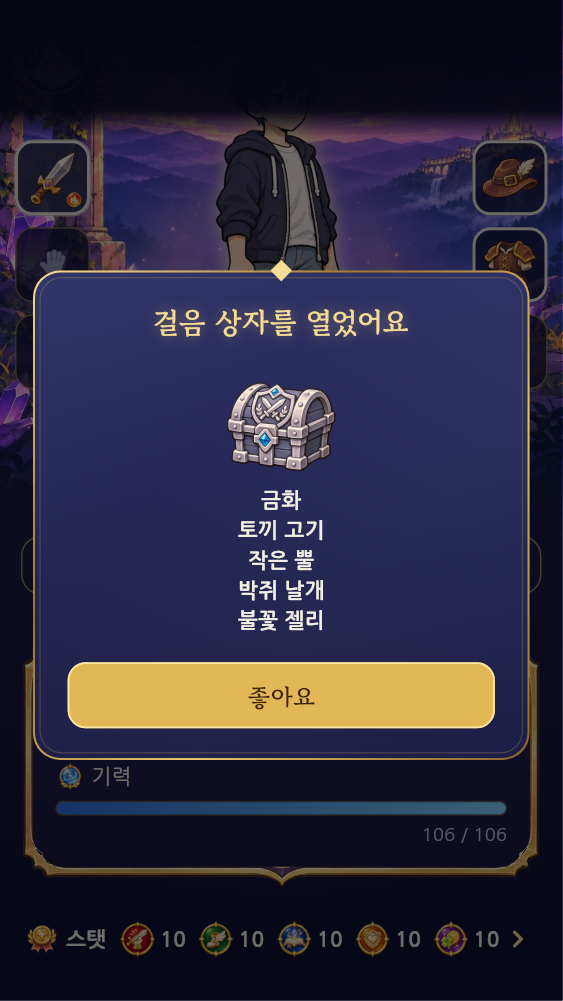 걸음 상자를 열었어요
금화
토끼 고기
작은 뿔
박쥐 날개
불꽃 젤리
좋아요
기력
106 / 106
스탯 10 10 10 10 10